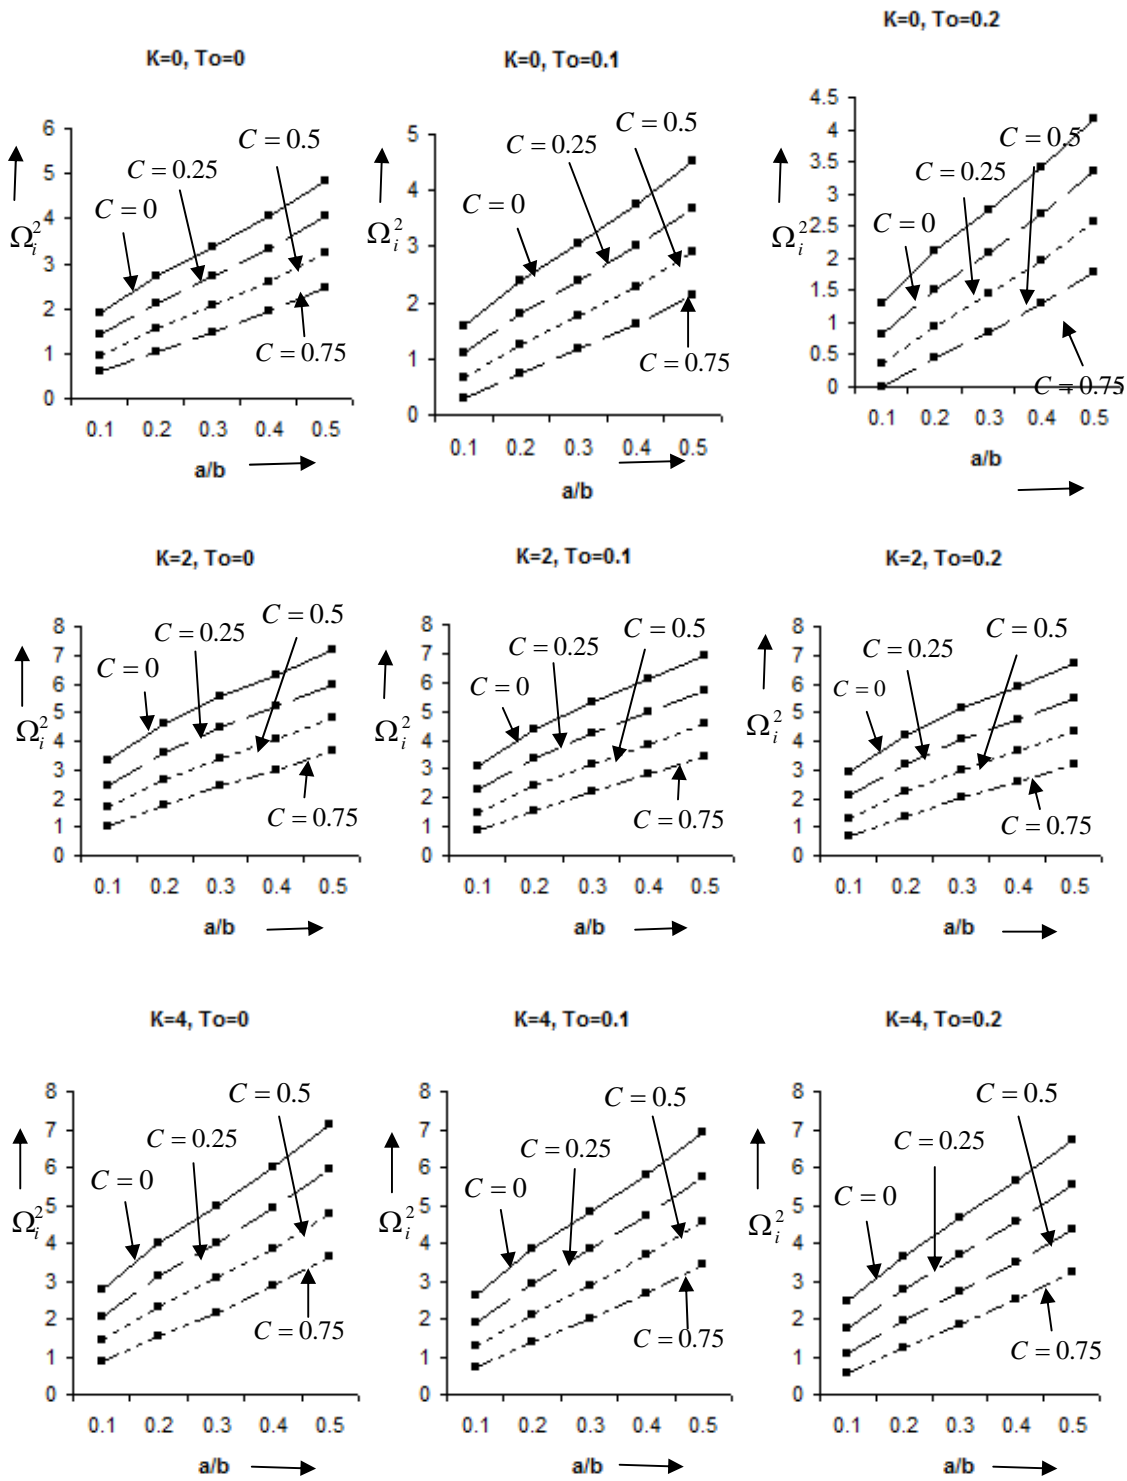 K=0, To=0
6
5
4
3
2
1
0
Ω_i^2
C = 0
C = 0.25
C = 0.5
C = 0.75
0.1 0.2 0.3 0.4 0.5
a/b
K=0, To=0.1
5
4
3
2
1
0
Ω_i^2
C = 0
C = 0.25
C = 0.5
C = 0.75
0.1 0.2 0.3 0.4 0.5
a/b
K=0, To=0.2
4.5
4
3.5
3
2.5
2
1.5
1
0.5
0
Ω_i^2
C = 0
C = 0.25
C = 0.5
C = 0.75
0.1 0.2 0.3 0.4 0.5
a/b
K=2, To=0
8
7
6
5
4
3
2
1
0
Ω_i^2
C = 0
C = 0.25
C = 0.5
C = 0.75
0.1 0.2 0.3 0.4 0.5
a/b
K=2, To=0.1
8
7
6
5
4
3
2
1
0
Ω_i^2
C = 0
C = 0.25
C = 0.5
C = 0.75
0.1 0.2 0.3 0.4 0.5
a/b
K=2, To=0.2
8
7
6
5
4
3
2
1
0
Ω_i^2
C = 0
C = 0.25
C = 0.5
C = 0.75
0.1 0.2 0.3 0.4 0.5
a/b
K=4, To=0
8
7
6
5
4
3
2
1
0
Ω_i^2
C = 0
C = 0.25
C = 0.5
C = 0.75
0.1 0.2 0.3 0.4 0.5
a/b
K=4, To=0.1
8
7
6
5
4
3
2
1
0
Ω_i^2
C = 0
C = 0.25
C = 0.5
C = 0.75
0.1 0.2 0.3 0.4 0.5
a/b
K=4, To=0.2
8
7
6
5
4
3
2
1
0
Ω_i^2
C = 0
C = 0.25
C = 0.5
C = 0.75
0.1 0.2 0.3 0.4 0.5
a/b